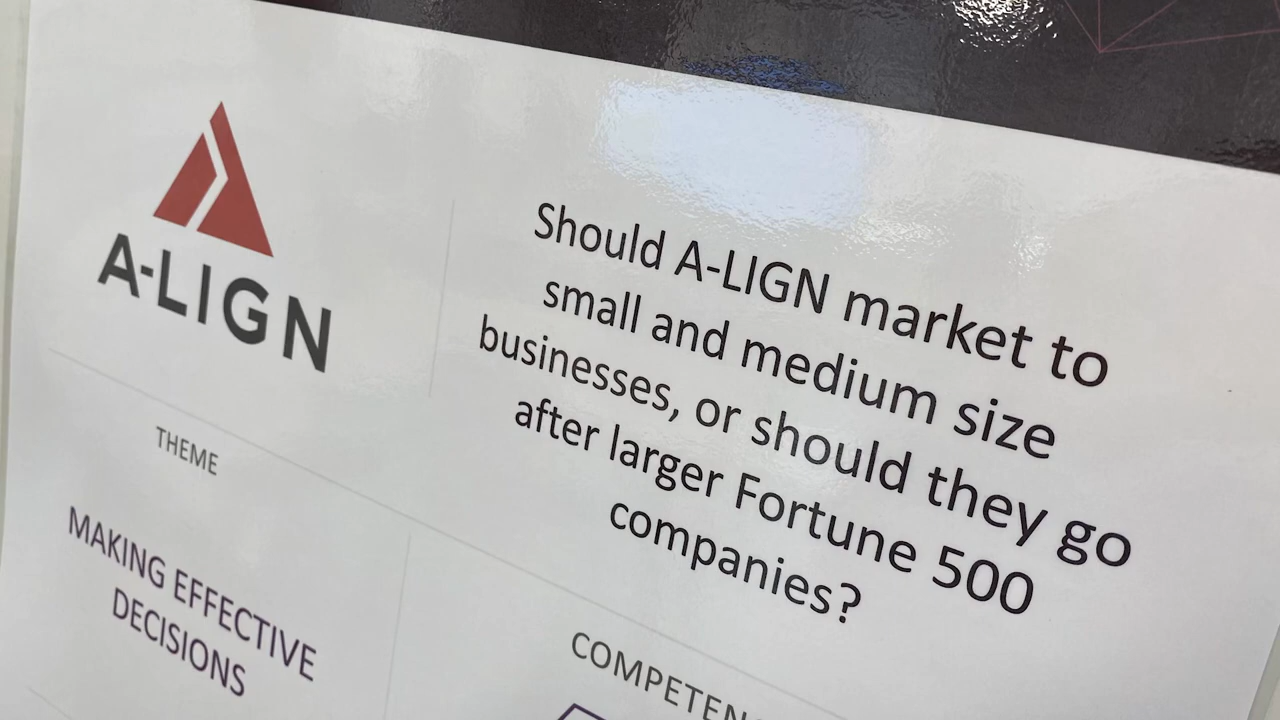 A-LIGN
Should A-LIGN market to
small and medium size
businesses, or should they go
after larger Fortune 500
companies?
THEME
MAKING EFFECTIVE
DECISIONS